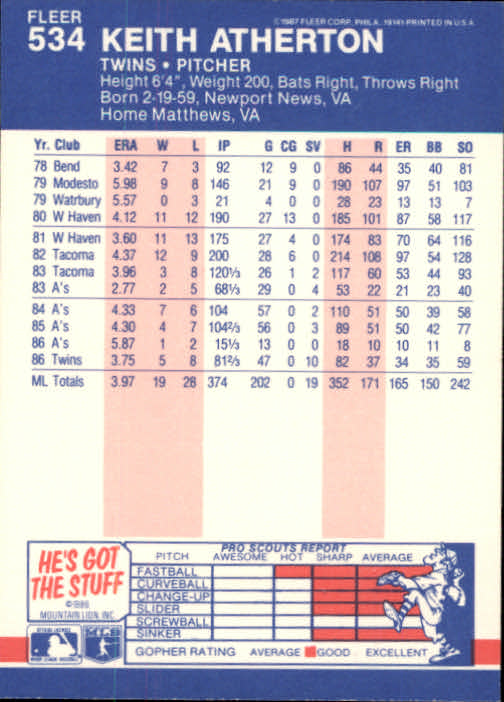 FLEER
534 KEITH ATHERTON
©1987 FLEER CORP., PHILA. 19141-PRINTED IN U.S.A.
TWINS • PITCHER
Height 6'4", Weight 200, Bats Right, Throws Right
Born 2-19-59, Newport News, VA
Home Matthews, VA
Yr. Club ERA W L IP G CG SV H R ER BB SO
78 Bend 3.42 7 3 92 12 9 0 86 44 35 40 81
79 Modesto 5.98 9 8 146 21 9 0 190 107 97 51 103
79 Watrbury 5.57 0 3 21 4 0 0 28 23 13 13 7
80 W Haven 4.12 11 12 190 27 13 0 185 101 87 58 117
81 W Haven 3.60 11 13 175 27 4 0 174 83 70 64 116
82 Tacoma 4.37 12 9 200 28 6 0 214 108 97 54 128
83 Tacoma 3.96 3 8 120⅓ 26 1 2 117 60 53 44 93
83 A's 2.77 2 5 68⅓ 29 0 4 53 22 21 23 40
84 A's 4.33 7 6 104 57 0 2 110 51 50 39 58
85 A's 4.30 4 7 104⅔ 56 0 3 89 51 50 42 77
86 A's 5.87 1 2 15⅓ 13 0 0 18 10 10 11 8
86 Twins 3.75 5 8 81⅔ 47 0 10 82 37 34 35 59
ML Totals 3.97 19 28 374 202 0 19 352 171 165 150 242
HE'S GOT
THE STUFF
©1986
MOUNTAIN LION, INC.
PRO SCOUTS REPORT
PITCH AWESOME HOT SHARP AVERAGE
FASTBALL
CURVEBALL
CHANGE-UP
SLIDER
SCREWBALL
SINKER
GOPHER RATING AVERAGE GOOD EXCELLENT